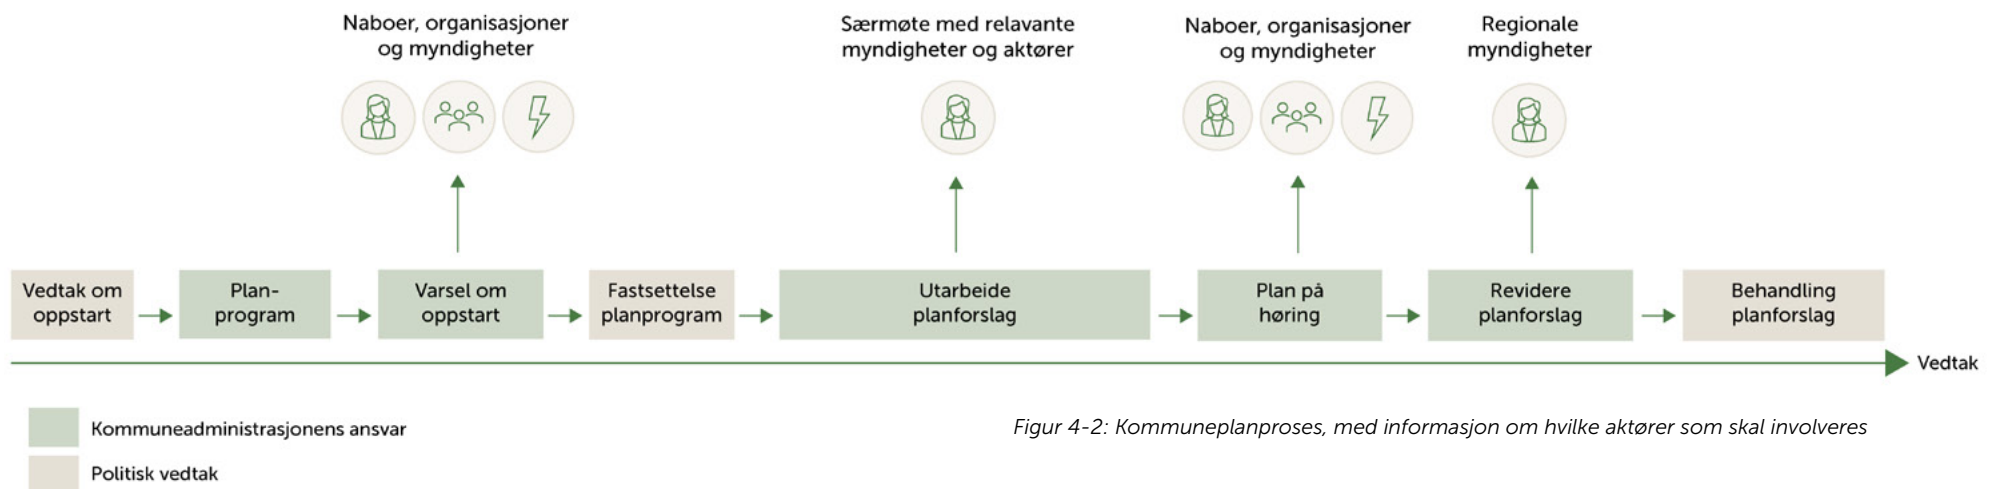 Naboer, organisasjoner
og myndigheter
Særmøte med relavante
myndigheter og aktører
Naboer, organisasjoner
og myndigheter
Regionale
myndigheter
Vedtak om
oppstart
Plan-
program
Varsel om
oppstart
Fastsettelse
planprogram
Utarbeide
planforslag
Plan på
høring
Revidere
planforslag
Behandling
planforslag
Vedtak
Kommuneadministrasjonens ansvar
Politisk vedtak
Figur 4-2: Kommuneplanproses, med informasjon om hvilke aktører som skal involveres